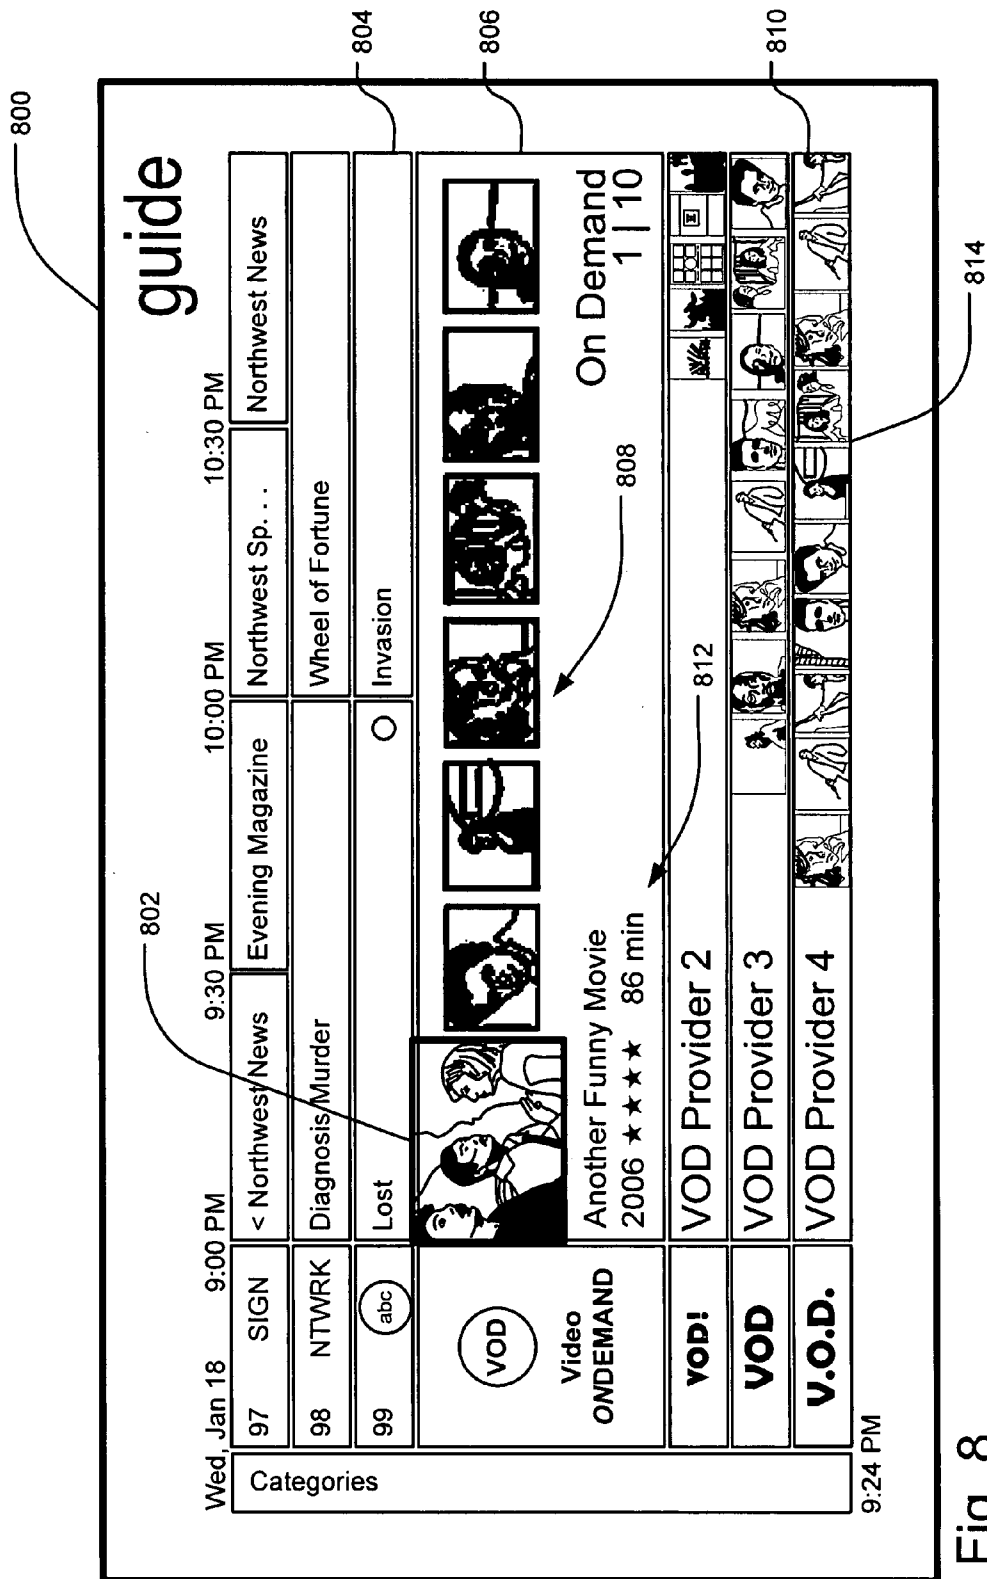 800
guide
Wed, Jan 18 9:00 PM 9:30 PM 10:00 PM 10:30 PM
97 SIGN < Northwest News Evening Magazine Northwest Sp. . . Northwest News
98 NTWRK Diagnosis Murder Wheel of Fortune
99 abc Lost Invasion
802
804
806
VOD
Video
ONDEMAND
808
Another Funny Movie On Demand
2006 ★★★★★ 86 min 1 | 10
812
VOD! VOD Provider 2
VOD VOD Provider 3
V.O.D. VOD Provider 4
810
814
Categories
9:24 PM
Fig. 8